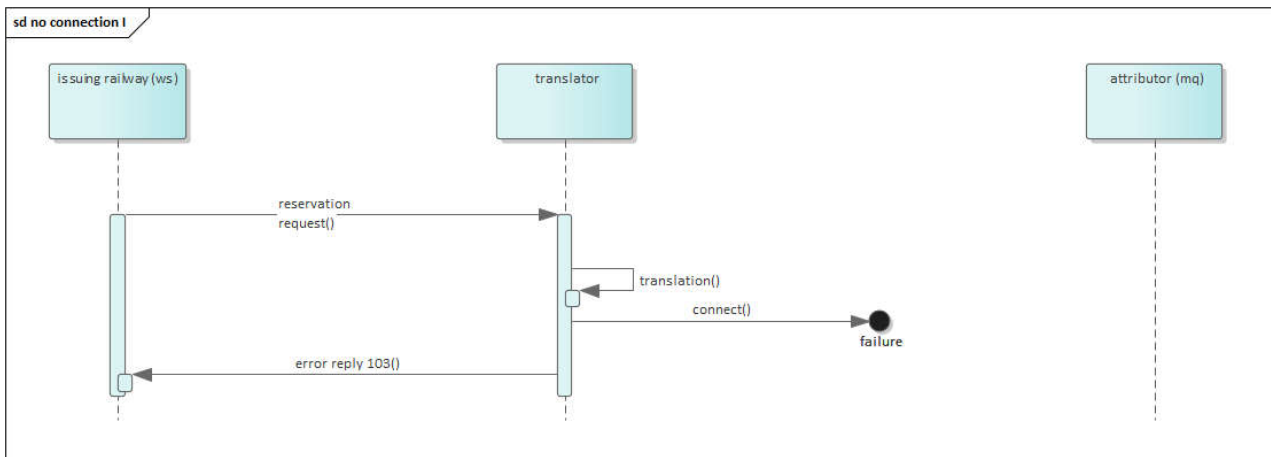 sd no connection I
issuing railway (ws)
translator
attributor (mq)
reservation
request()
translation()
connect()
failure
error reply 103()